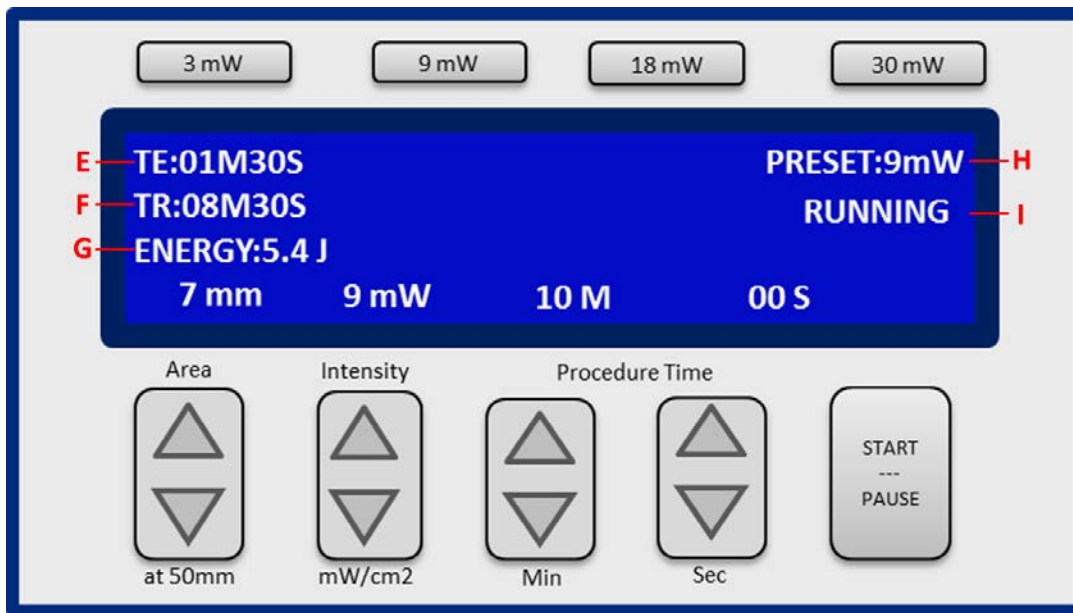 3 mW 9 mW 18 mW 30 mW
E TE:01M30S PRESET:9mW H
F TR:08M30S RUNNING I
G ENERGY:5.4 J
7 mm 9 mW 10 M 00 S
Area Intensity Procedure Time
START
---
PAUSE
at 50mm mW/cm2 Min Sec